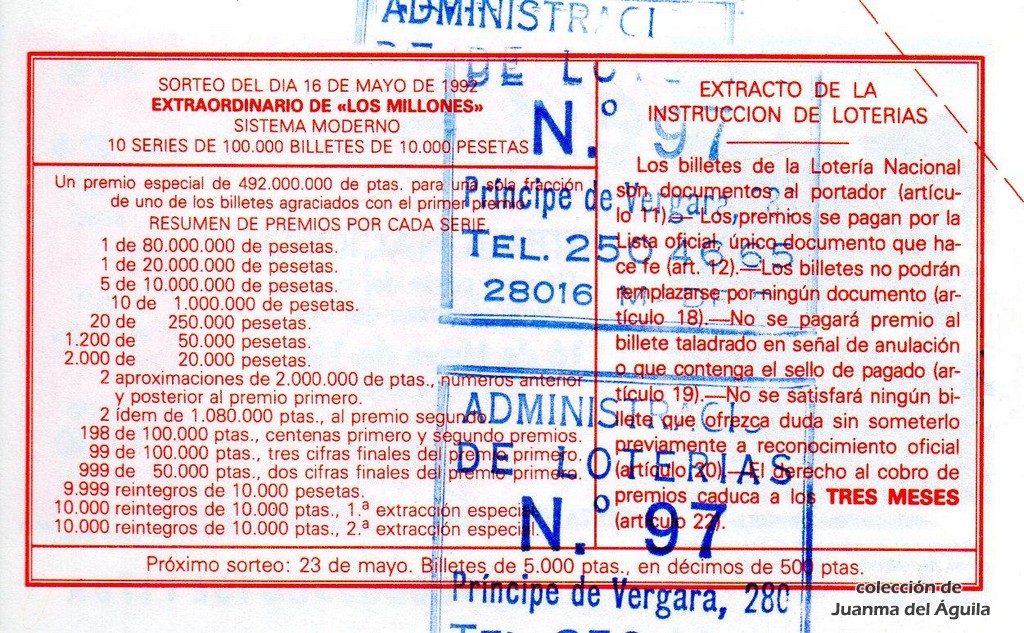 ADMINISTRACI
DE LOTE
N.º 97
Príncipe de Vergara, 28
TEL. 250 46 65
28016 M
SORTEO DEL DIA 16 DE MAYO DE 1992
EXTRAORDINARIO DE «LOS MILLONES»
SISTEMA MODERNO
10 SERIES DE 100.000 BILLETES DE 10.000 PESETAS
Un premio especial de 492.000.000 de ptas. para una sola fracción
de uno de los billetes agraciados con el primer premio
RESUMEN DE PREMIOS POR CADA SERIE
1 de 80.000.000 de pesetas.
1 de 20.000.000 de pesetas.
5 de 10.000.000 de pesetas.
10 de 1.000.000 de pesetas.
20 de 250.000 pesetas.
1.200 de 50.000 pesetas.
2.000 de 20.000 pesetas.
2 aproximaciones de 2.000.000 de ptas., números anterior
y posterior al premio primero.
2 ídem de 1.080.000 ptas., al premio segundo.
198 de 100.000 ptas., centenas primero y segundo premios.
99 de 100.000 ptas., tres cifras finales del premio primero.
999 de 50.000 ptas., dos cifras finales del premio primero.
9.999 reintegros de 10.000 pesetas.
10.000 reintegros de 10.000 ptas., 1.ª extracción especial.
10.000 reintegros de 10.000 ptas., 2.ª extracción especial.
EXTRACTO DE LA
INSTRUCCION DE LOTERIAS
Los billetes de la Lotería Nacional
son documentos al portador (artícu-
lo 11).—Los premios se pagan por la
Lista oficial, único documento que ha-
ce fe (art. 12).—Los billetes no podrán
remplazarse por ningún documento (ar-
tículo 18).—No se pagará premio al
billete taladrado en señal de anulación
o que contenga el sello de pagado (ar-
tículo 19).—No se satisfará ningún bi-
llete que ofrezca duda sin someterlo
previamente a reconocimiento oficial
(artículo 20).—El derecho al cobro de
premios caduca a los TRES MESES
(artículo 22).
Próximo sorteo: 23 de mayo. Billetes de 5.000 ptas., en décimos de 500 ptas.
ADMINISTRACIO
DE LOTERIAS
N.º 97
Príncipe de Vergara, 280
colección de
Juanma del Águila